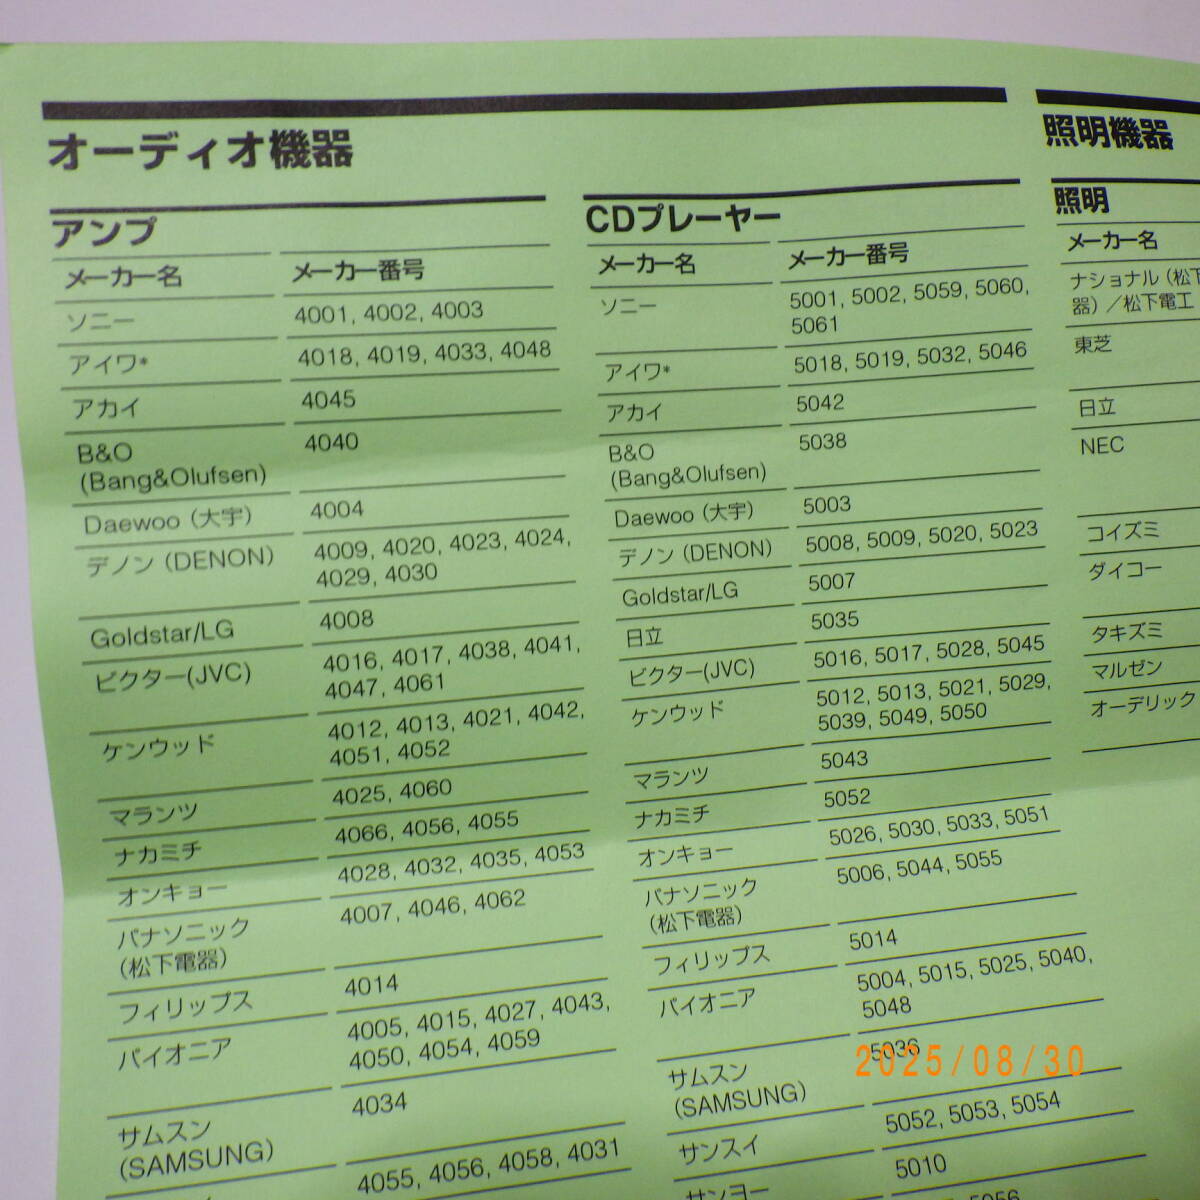 オーディオ機器
アンプ
メーカー名 メーカー番号
ソニー 4001, 4002, 4003
アイワ* 4018, 4019, 4033, 4048
アカイ 4045
B&O 4040
(Bang&Olufsen)
Daewoo（大宇） 4004
デノン（DENON） 4009, 4020, 4023, 4024,
4029, 4030
Goldstar/LG 4008
ビクター(JVC) 4016, 4017, 4038, 4041,
4047, 4061
ケンウッド 4012, 4013, 4021, 4042,
4051, 4052
マランツ 4025, 4060
ナカミチ 4066, 4056, 4055
オンキョー 4028, 4032, 4035, 4053
パナソニック 4007, 4046, 4062
（松下電器）
フィリップス 4014
パイオニア 4005, 4015, 4027, 4043,
4050, 4054, 4059
サムスン 4034
(SAMSUNG)
4055, 4056, 4058, 4031
CDプレーヤー
メーカー名 メーカー番号
ソニー 5001, 5002, 5059, 5060,
5061
アイワ* 5018, 5019, 5032, 5046
アカイ 5042
B&O 5038
(Bang&Olufsen)
Daewoo（大宇） 5003
デノン（DENON） 5008, 5009, 5020, 5023
Goldstar/LG 5007
日立 5035
ビクター(JVC) 5016, 5017, 5028, 5045
ケンウッド 5012, 5013, 5021, 5029,
5039, 5049, 5050
マランツ 5043
ナカミチ 5052
オンキョー 5026, 5030, 5033, 5051
パナソニック 5006, 5044, 5055
（松下電器）
フィリップス 5014
パイオニア 5004, 5015, 5025, 5040,
5048
サムスン 5036
(SAMSUNG)
サンスイ 5052, 5053, 5054
サンヨー 5010
5056
照明機器
照明
メーカー名
ナショナル（松下
器）／松下電工
東芝
日立
NEC
コイズミ
ダイコー
タキズミ
マルゼン
オーデリック
2025/08/30